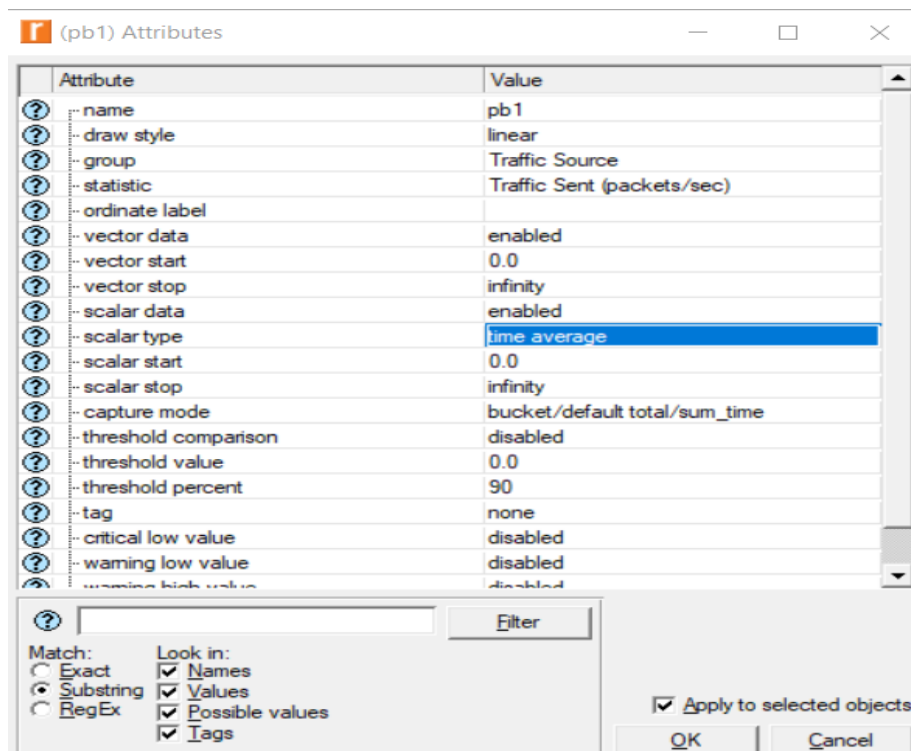 (pb1) Attributes
Attribute Value
name pb1
draw style linear
group Traffic Source
statistic Traffic Sent (packets/sec)
ordinate label
vector data enabled
vector start 0.0
vector stop infinity
scalar data enabled
scalar type time average
scalar start 0.0
scalar stop infinity
capture mode bucket/default total/sum_time
threshold comparison disabled
threshold value 0.0
threshold percent 90
tag none
critical low value disabled
warning low value disabled
warning high value disabled
Filter
Match: Look in:
Exact Names
Substring Values
RegEx Possible values
Tags
Apply to selected objects
OK Cancel